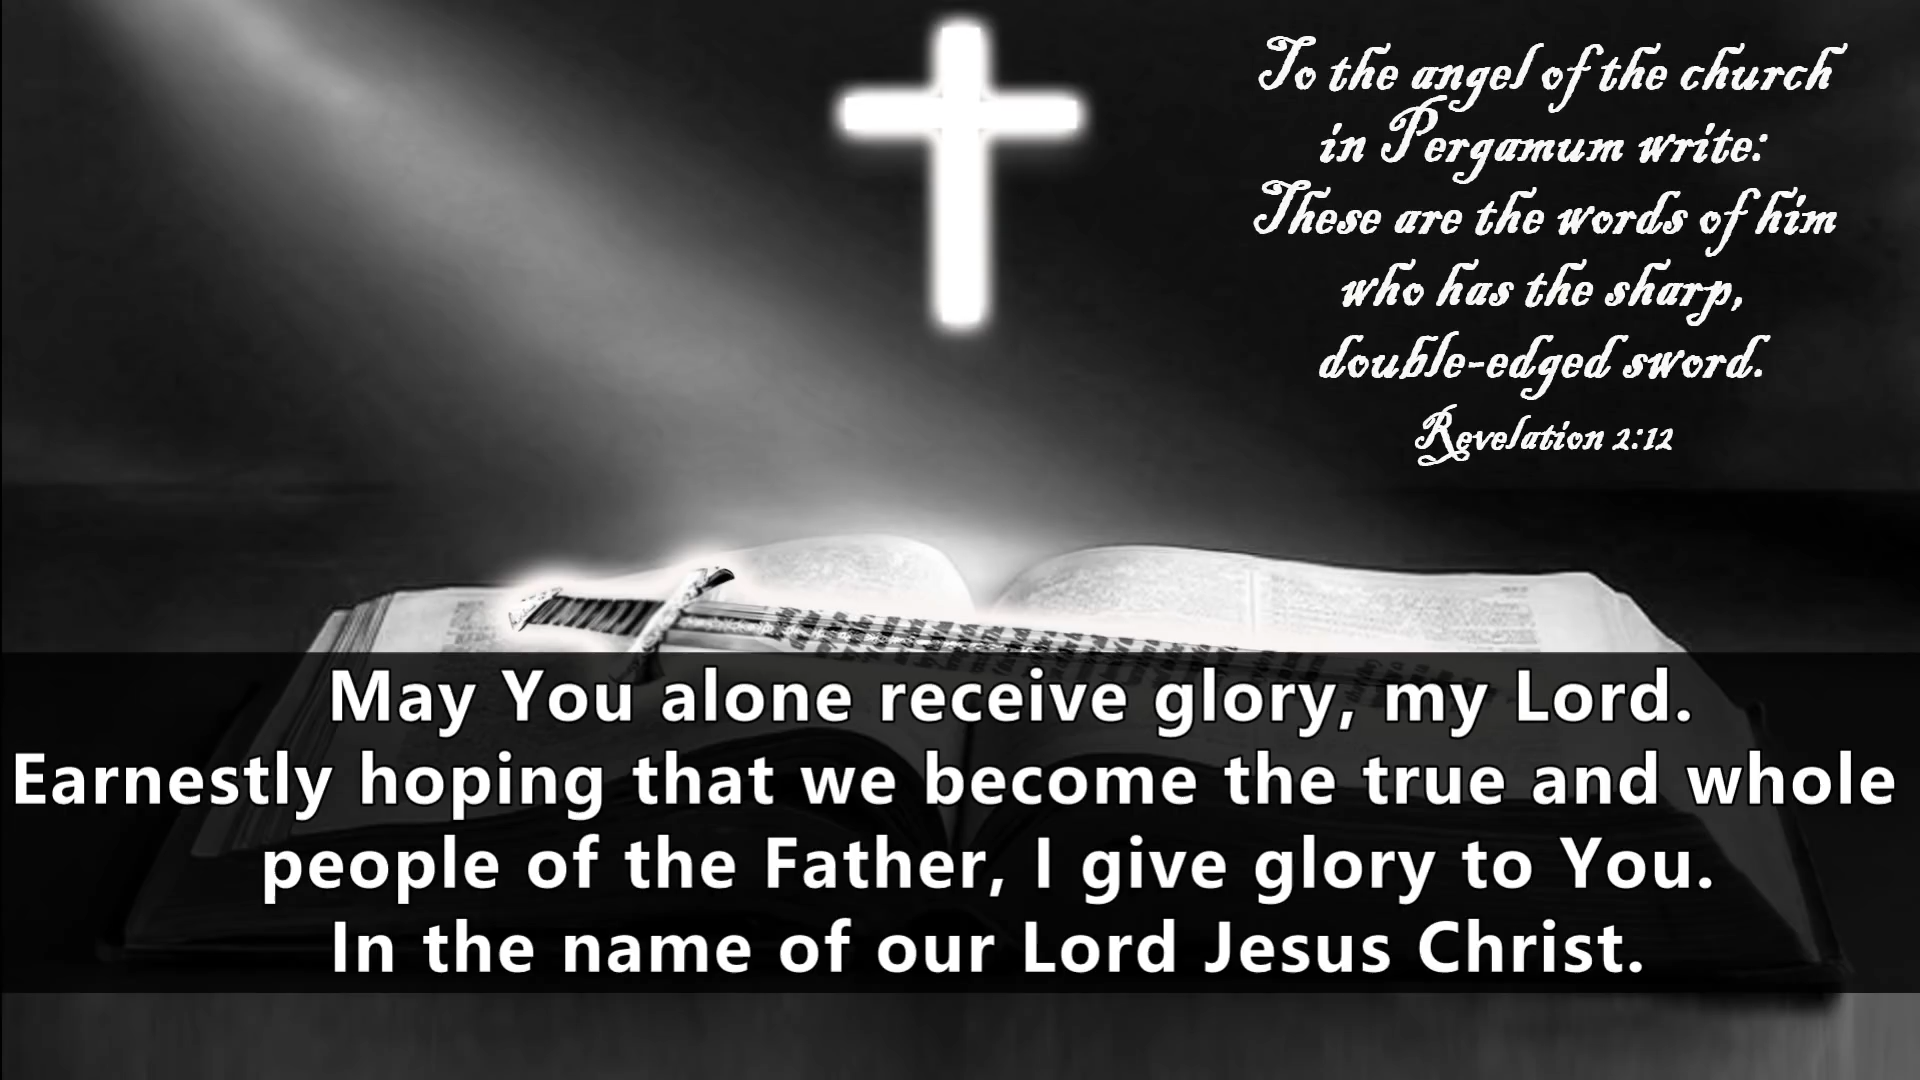 To the angel of the church
in Pergamum write:
These are the words of him
who has the sharp,
double-edged sword.
Revelation 2:12
May You alone receive glory, my Lord.
Earnestly hoping that we become the true and whole
people of the Father, I give glory to You.
In the name of our Lord Jesus Christ.